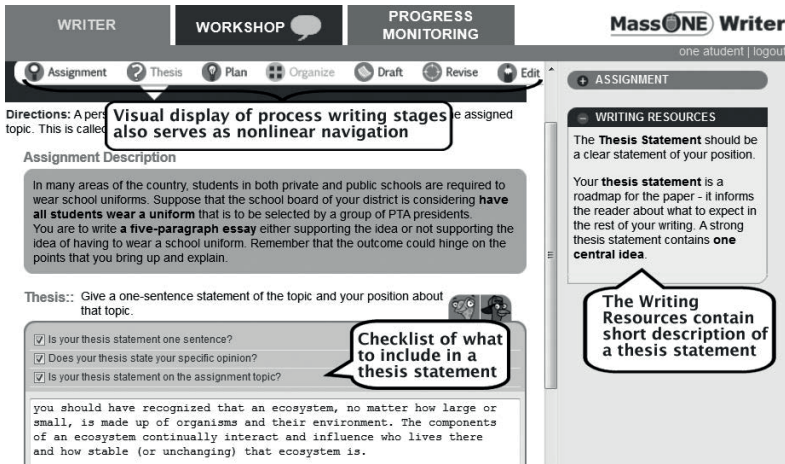 WRITER
WORKSHOP
PROGRESS
MONITORING
MassONE Writer
one atudent | logout
Assignment
Thesis
Plan
Organize
Draft
Revise
Edit
Directions: A pers
e assigned
topic. This is called
Visual display of process writing stages
also serves as nonlinear navigation
Assignment Description
In many areas of the country, students in both private and public schools are required to
wear school uniforms. Suppose that the school board of your district is considering have
all students wear a uniform that is to be selected by a group of PTA presidents.
You are to write a five-paragraph essay either supporting the idea or not supporting the
idea of having to wear a school uniform. Remember that the outcome could hinge on the
points that you bring up and explain.
Thesis:: Give a one-sentence statement of the topic and your position about
that topic.
Is your thesis statement one sentence?
Does your thesis state your specific opinion?
Is your thesis statement on the assignment topic?
Checklist of what
to include in a
thesis statement
you should have recognized that an ecosystem, no matter how large or
small, is made up of organisms and their environment. The components
of an ecosystem continually interact and influence who lives there
and how stable (or unchanging) that ecosystem is.
ASSIGNMENT
WRITING RESOURCES
The Thesis Statement should be
a clear statement of your position.
Your thesis statement is a
roadmap for the paper - it informs
the reader about what to expect in
the rest of your writing. A strong
thesis statement contains one
central idea.
The Writing
Resources contain
short description of
a thesis statement